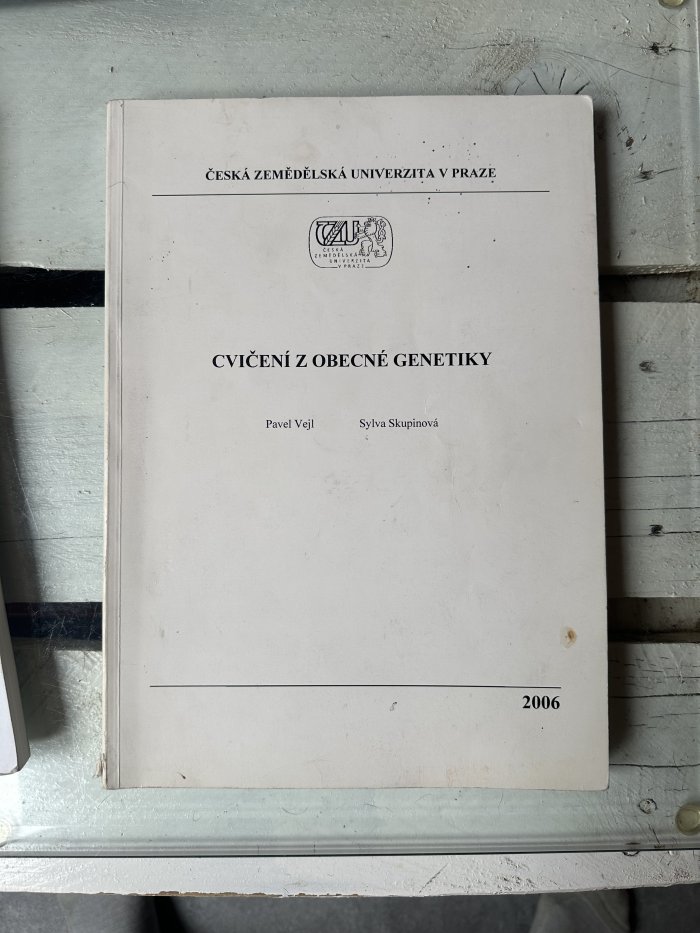 ČESKÁ ZEMĚDĚLSKÁ UNIVERZITA V PRAZE
ČZU
ČESKÁ
ZEMĚDĚLSKÁ
UNIVERZITA
V PRAZE
CVIČENÍ Z OBECNÉ GENETIKY
Pavel Vejl Sylva Skupinová
2006